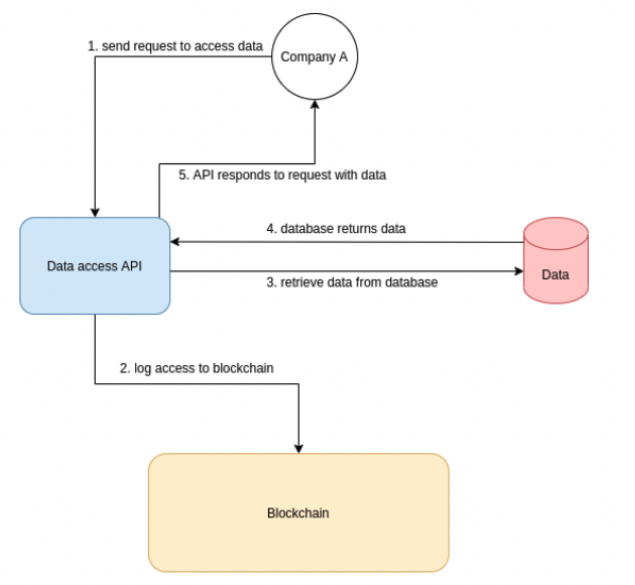 1. send request to access data
Company A
5. API responds to request with data
4. database returns data
Data access API
Data
3. retrieve data from database
2. log access to blockchain
Blockchain